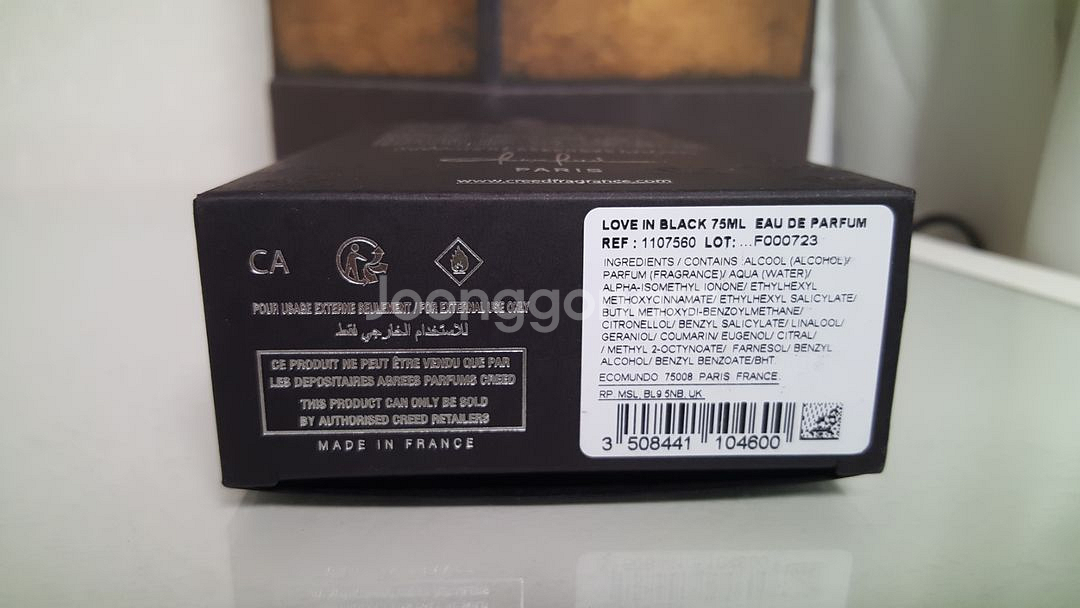 PARIS
www.creedfragrance.com
CA
POUR USAGE EXTERNE SEULEMENT / FOR EXTERNAL USE ONLY
للاستخدام الخارجي فقط
CE PRODUIT NE PEUT ÊTRE VENDU QUE PAR
LES DEPOSITAIRES AGREES PARFUMS CREED
THIS PRODUCT CAN ONLY BE SOLD
BY AUTHORISED CREED RETAILERS
MADE IN FRANCE
LOVE IN BLACK 75ML EAU DE PARFUM
REF : 1107560 LOT: ...F000723
INGREDIENTS / CONTAINS :ALCOOL (ALCOHOL)/
PARFUM (FRAGRANCE)/ AQUA (WATER)/
ALPHA-ISOMETHYL IONONE/ ETHYLHEXYL
METHOXYCINNAMATE/ ETHYLHEXYL SALICYLATE/
BUTYL METHOXYDI-BENZOYLMETHANE/
CITRONELLOL/ BENZYL SALICYLATE/ LINALOOL/
GERANIOL/ COUMARIN/ EUGENOL/ CITRAL/
/ METHYL 2-OCTYNOATE/ FARNESOL/ BENZYL
ALCOHOL/ BENZYL BENZOATE/BHT.
ECOMUNDO 75008 PARIS FRANCE.
RP. MSL, BL9 5NB, UK
3 508441 104600